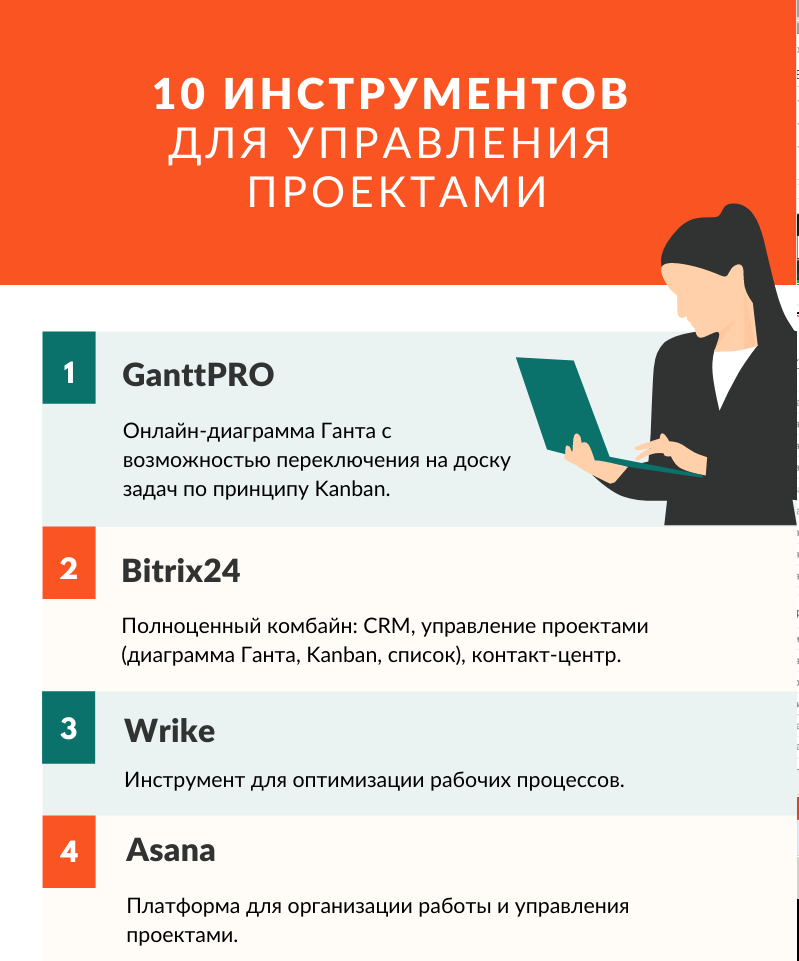 10 ИНСТРУМЕНТОВ
ДЛЯ УПРАВЛЕНИЯ
ПРОЕКТАМИ
1
GanttPRO
Онлайн-диаграмма Ганта с
возможностью переключения на доску
задач по принципу Kanban.
2
Bitrix24
Полноценный комбайн: CRM, управление проектами
(диаграмма Ганта, Kanban, список), контакт-центр.
3
Wrike
Инструмент для оптимизации рабочих процессов.
4
Asana
Платформа для организации работы и управления
проектами.